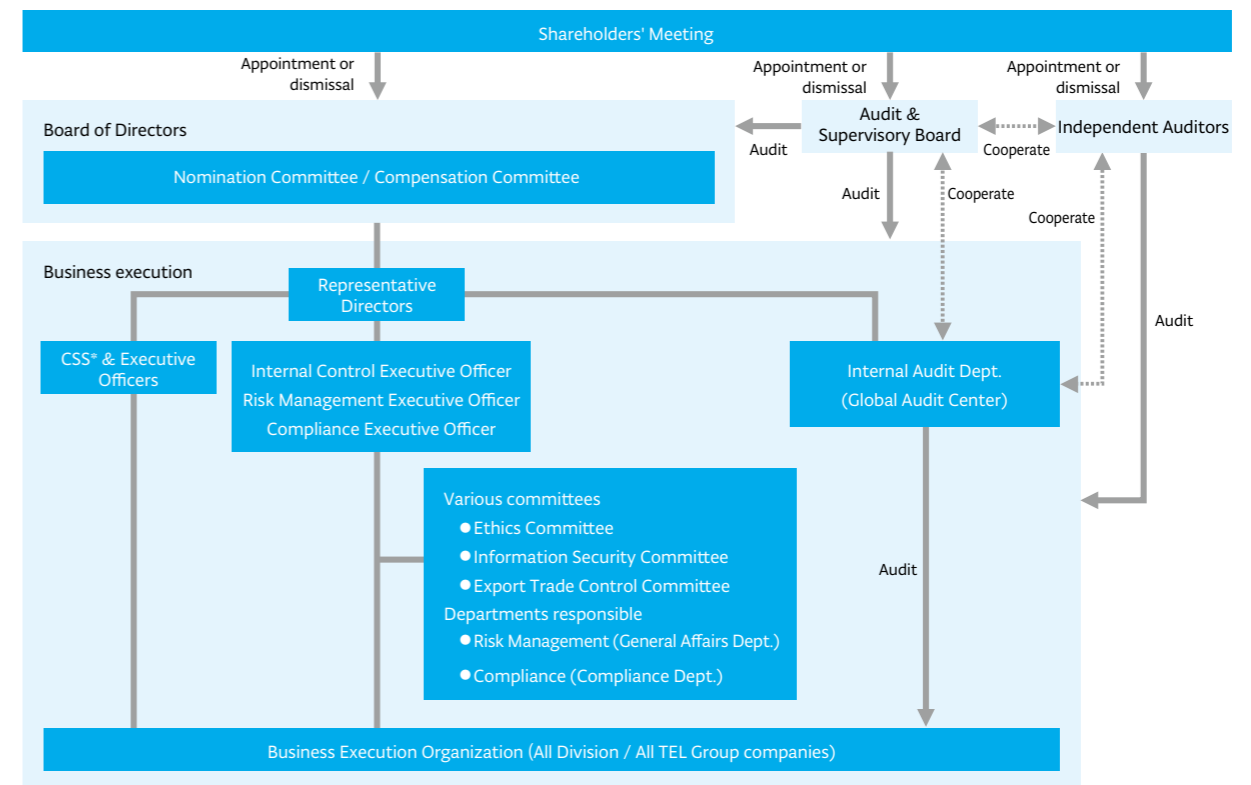 Shareholders' Meeting
Appointment or
dismissal
Appointment or
dismissal
Appointment or
dismissal
Board of Directors
Nomination Committee / Compensation Committee
Audit
Audit &
Supervisory Board
Cooperate
Independent Auditors
Audit
Cooperate
Cooperate
Audit
Business execution
Representative
Directors
CSS* & Executive
Officers
Internal Control Executive Officer
Risk Management Executive Officer
Compliance Executive Officer
Internal Audit Dept.
(Global Audit Center)
Various committees
●Ethics Committee
●Information Security Committee
●Export Trade Control Committee
Departments responsible
●Risk Management (General Affairs Dept.)
●Compliance (Compliance Dept.)
Audit
Business Execution Organization (All Division / All TEL Group companies)